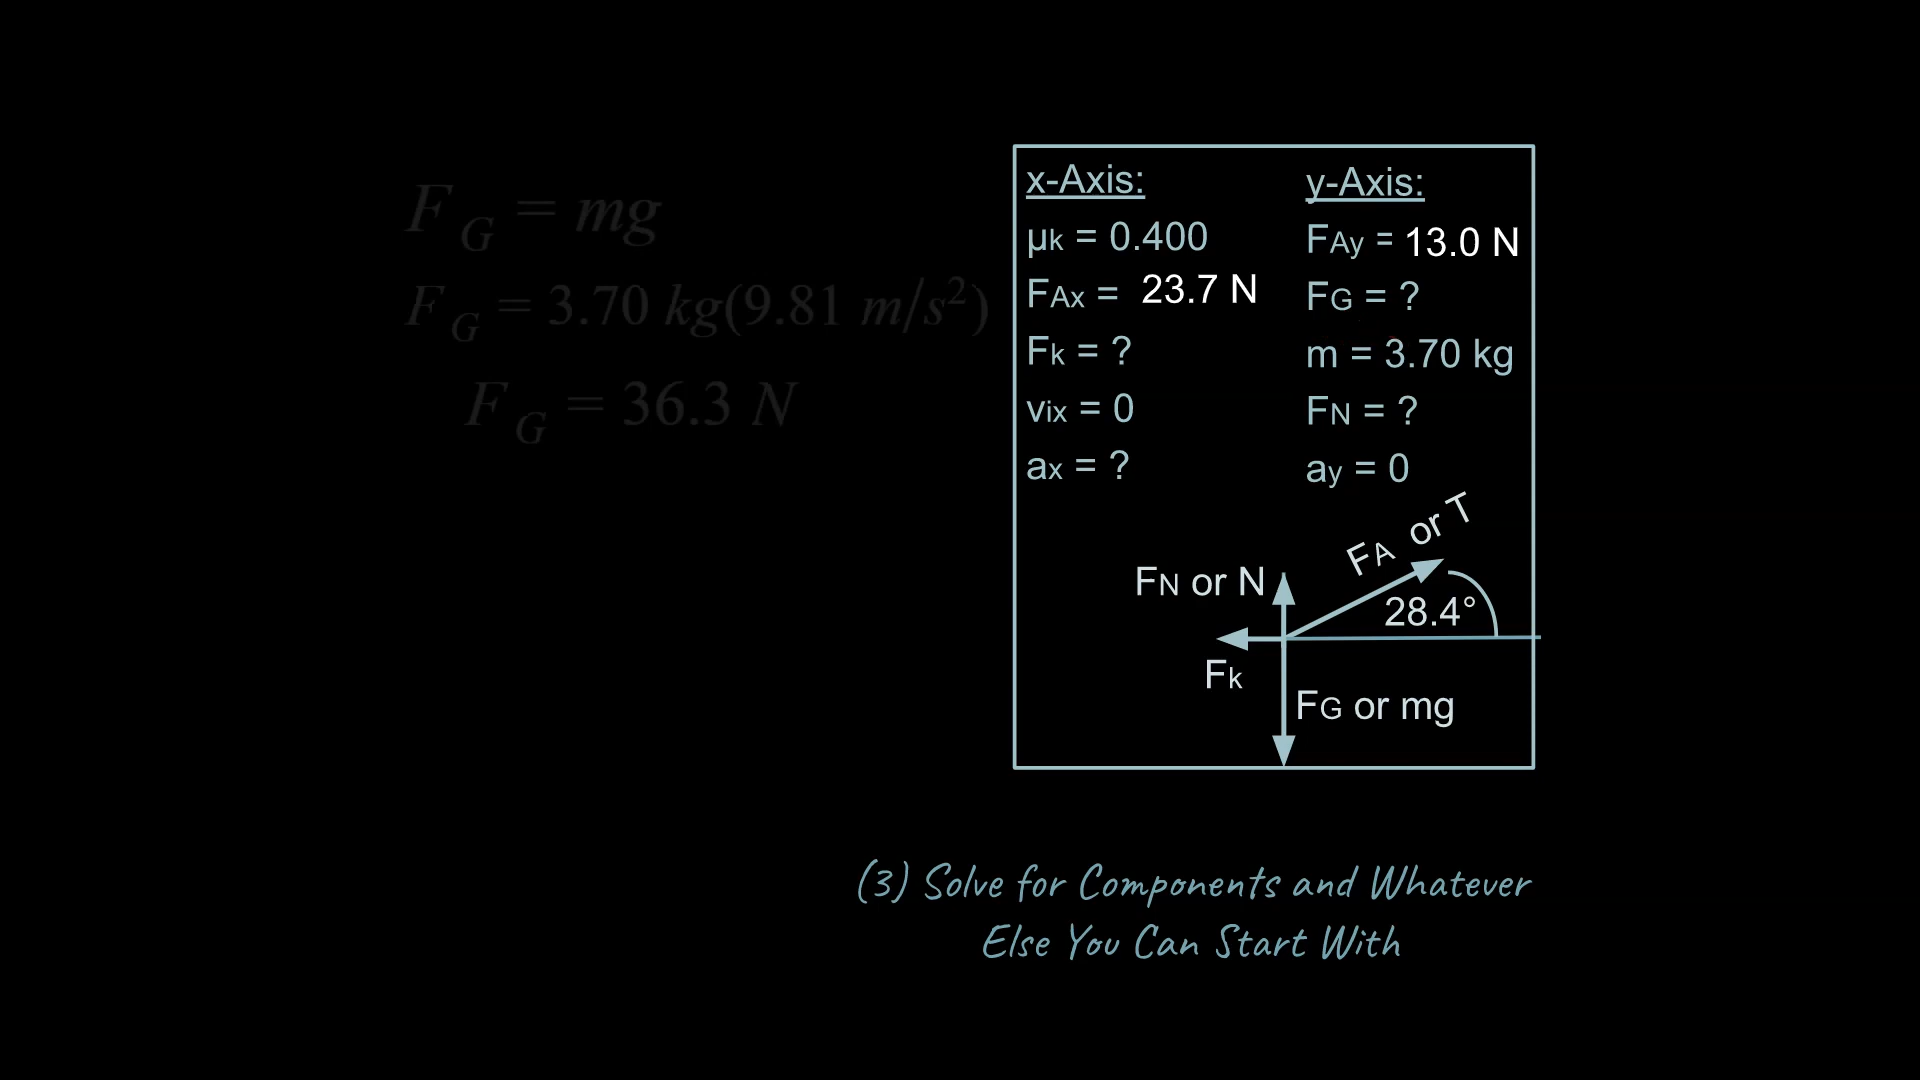 F_G = mg
F_G = 3.70 kg(9.81 m/s²)
F_G = 36.3 N
x-Axis:
μk = 0.400
FAx = 23.7 N
Fk = ?
vix = 0
ax = ?
y-Axis:
FAy = 13.0 N
FG = ?
m = 3.70 kg
FN = ?
ay = 0
FA or T
FN or N
28.4°
Fk
FG or mg
(3) Solve for Components and Whatever
Else You Can Start With